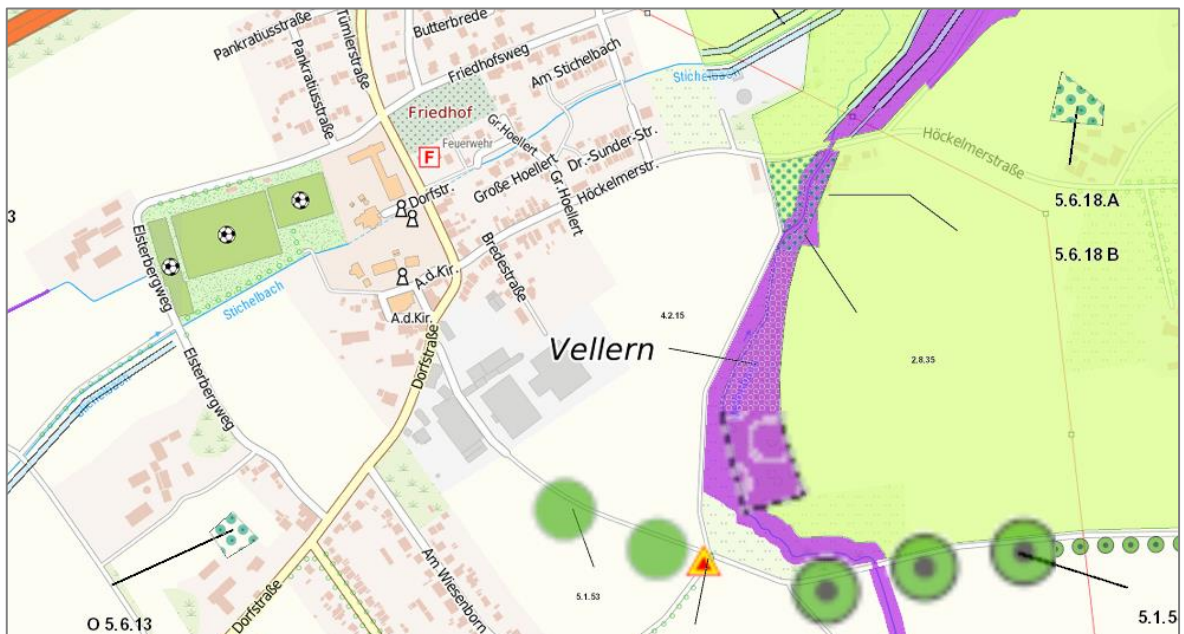 Pankratiusstraße
Pankratiusstraße
Tümlerstraße
Butterbrede
Friedhofsweg
Am Stichelbach
Stichelbach
Friedhof
Feuerwehr
F
Gr.Hoellert
Große Hoellert
Dr.-Sunder-Str.
Gr.Hoellert
Höckelmerstr.
Höckelmerstraße
Dorfstr.
3
5.6.18.A
5.6.18 B
Elsterbergweg
Stichelbach
Bredestraße
A.d.Kir.
A.d.Kir.
4.2.15
Vellern
2.8.35
Dorfstraße
Elsterbergweg
Am Wiesenborn
5.1.53
Dorfstraße
O 5.6.13
5.1.5